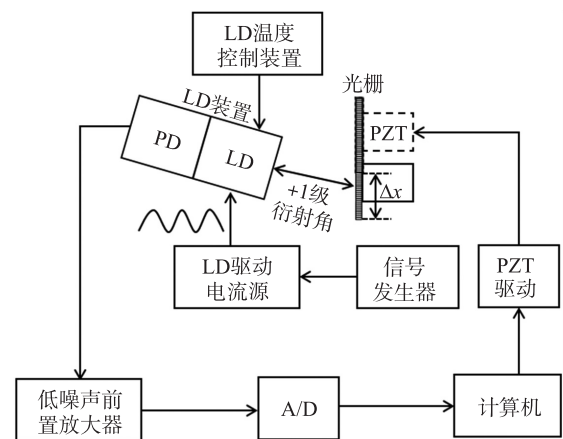 LD温度
控制装置
LD装置
光栅
PD
LD
PZT
+1级
衍射角
Δx
LD驱动
电流源
信号
发生器
PZT
驱动
低噪声前
置放大器
A/D
计算机